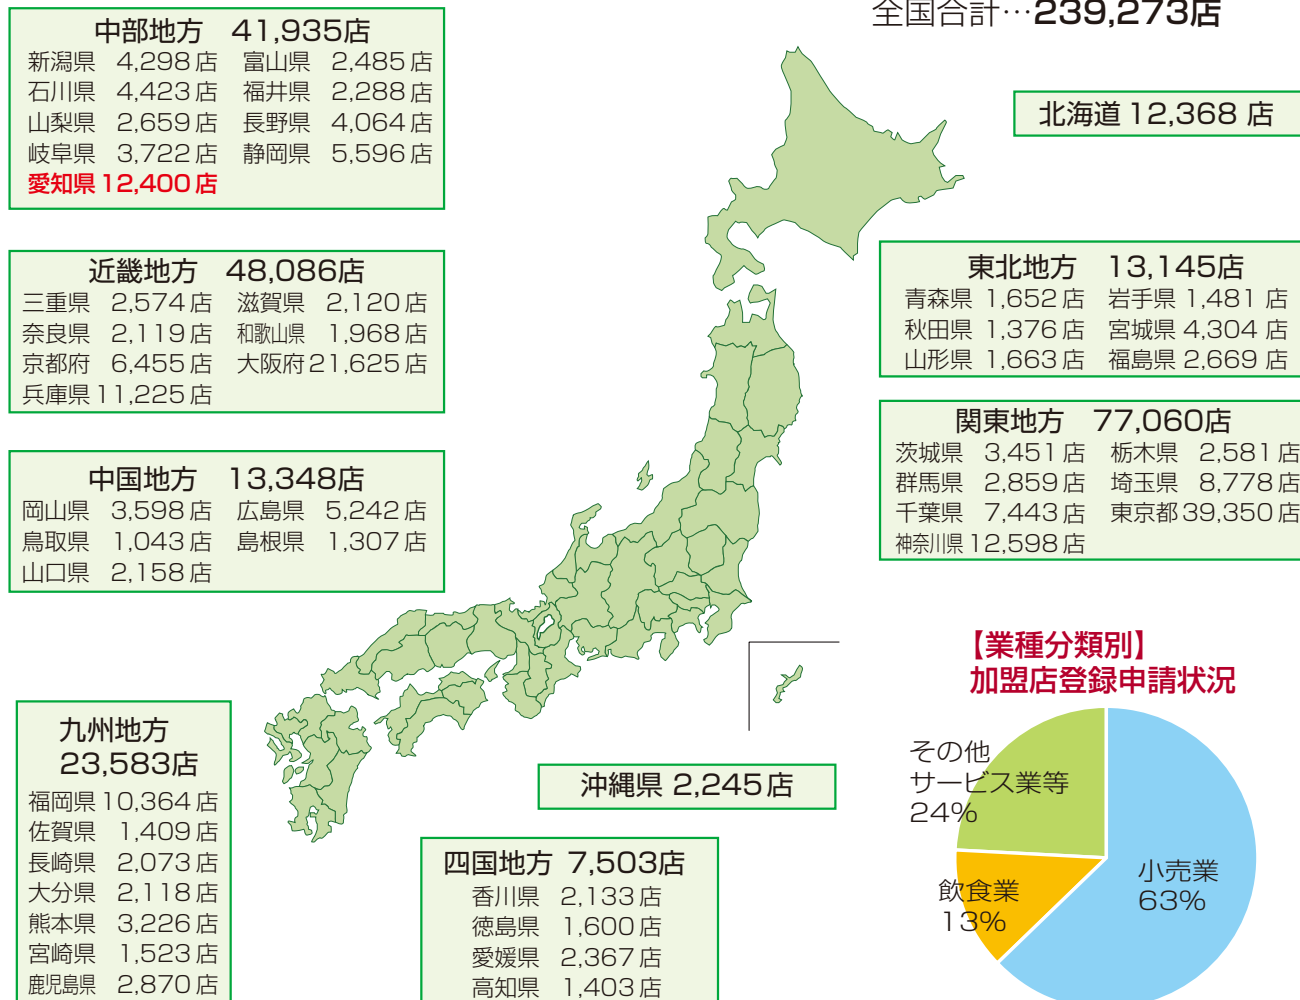 全国合計…239,273店
中部地方 41,935店
新潟県 4,298店 富山県 2,485店
石川県 4,423店 福井県 2,288店
山梨県 2,659店 長野県 4,064店
岐阜県 3,722店 静岡県 5,596店
愛知県 12,400店
北海道 12,368 店
近畿地方 48,086店
三重県 2,574店 滋賀県 2,120店
奈良県 2,119店 和歌山県 1,968店
京都府 6,455店 大阪府 21,625店
兵庫県 11,225店
東北地方 13,145店
青森県 1,652店 岩手県 1,481 店
秋田県 1,376店 宮城県 4,304 店
山形県 1,663店 福島県 2,669 店
関東地方 77,060店
茨城県 3,451店 栃木県 2,581店
群馬県 2,859店 埼玉県 8,778店
千葉県 7,443店 東京都 39,350店
神奈川県 12,598店
中国地方 13,348店
岡山県 3,598店 広島県 5,242店
鳥取県 1,043店 島根県 1,307店
山口県 2,158店
九州地方
23,583店
福岡県 10,364店
佐賀県 1,409店
長崎県 2,073店
大分県 2,118店
熊本県 3,226店
宮崎県 1,523店
鹿児島県 2,870店
沖縄県 2,245店
四国地方 7,503店
香川県 2,133店
徳島県 1,600店
愛媛県 2,367店
高知県 1,403店
【業種分類別】
加盟店登録申請状況
その他
サービス業等
24%
飲食業
13%
小売業
63%